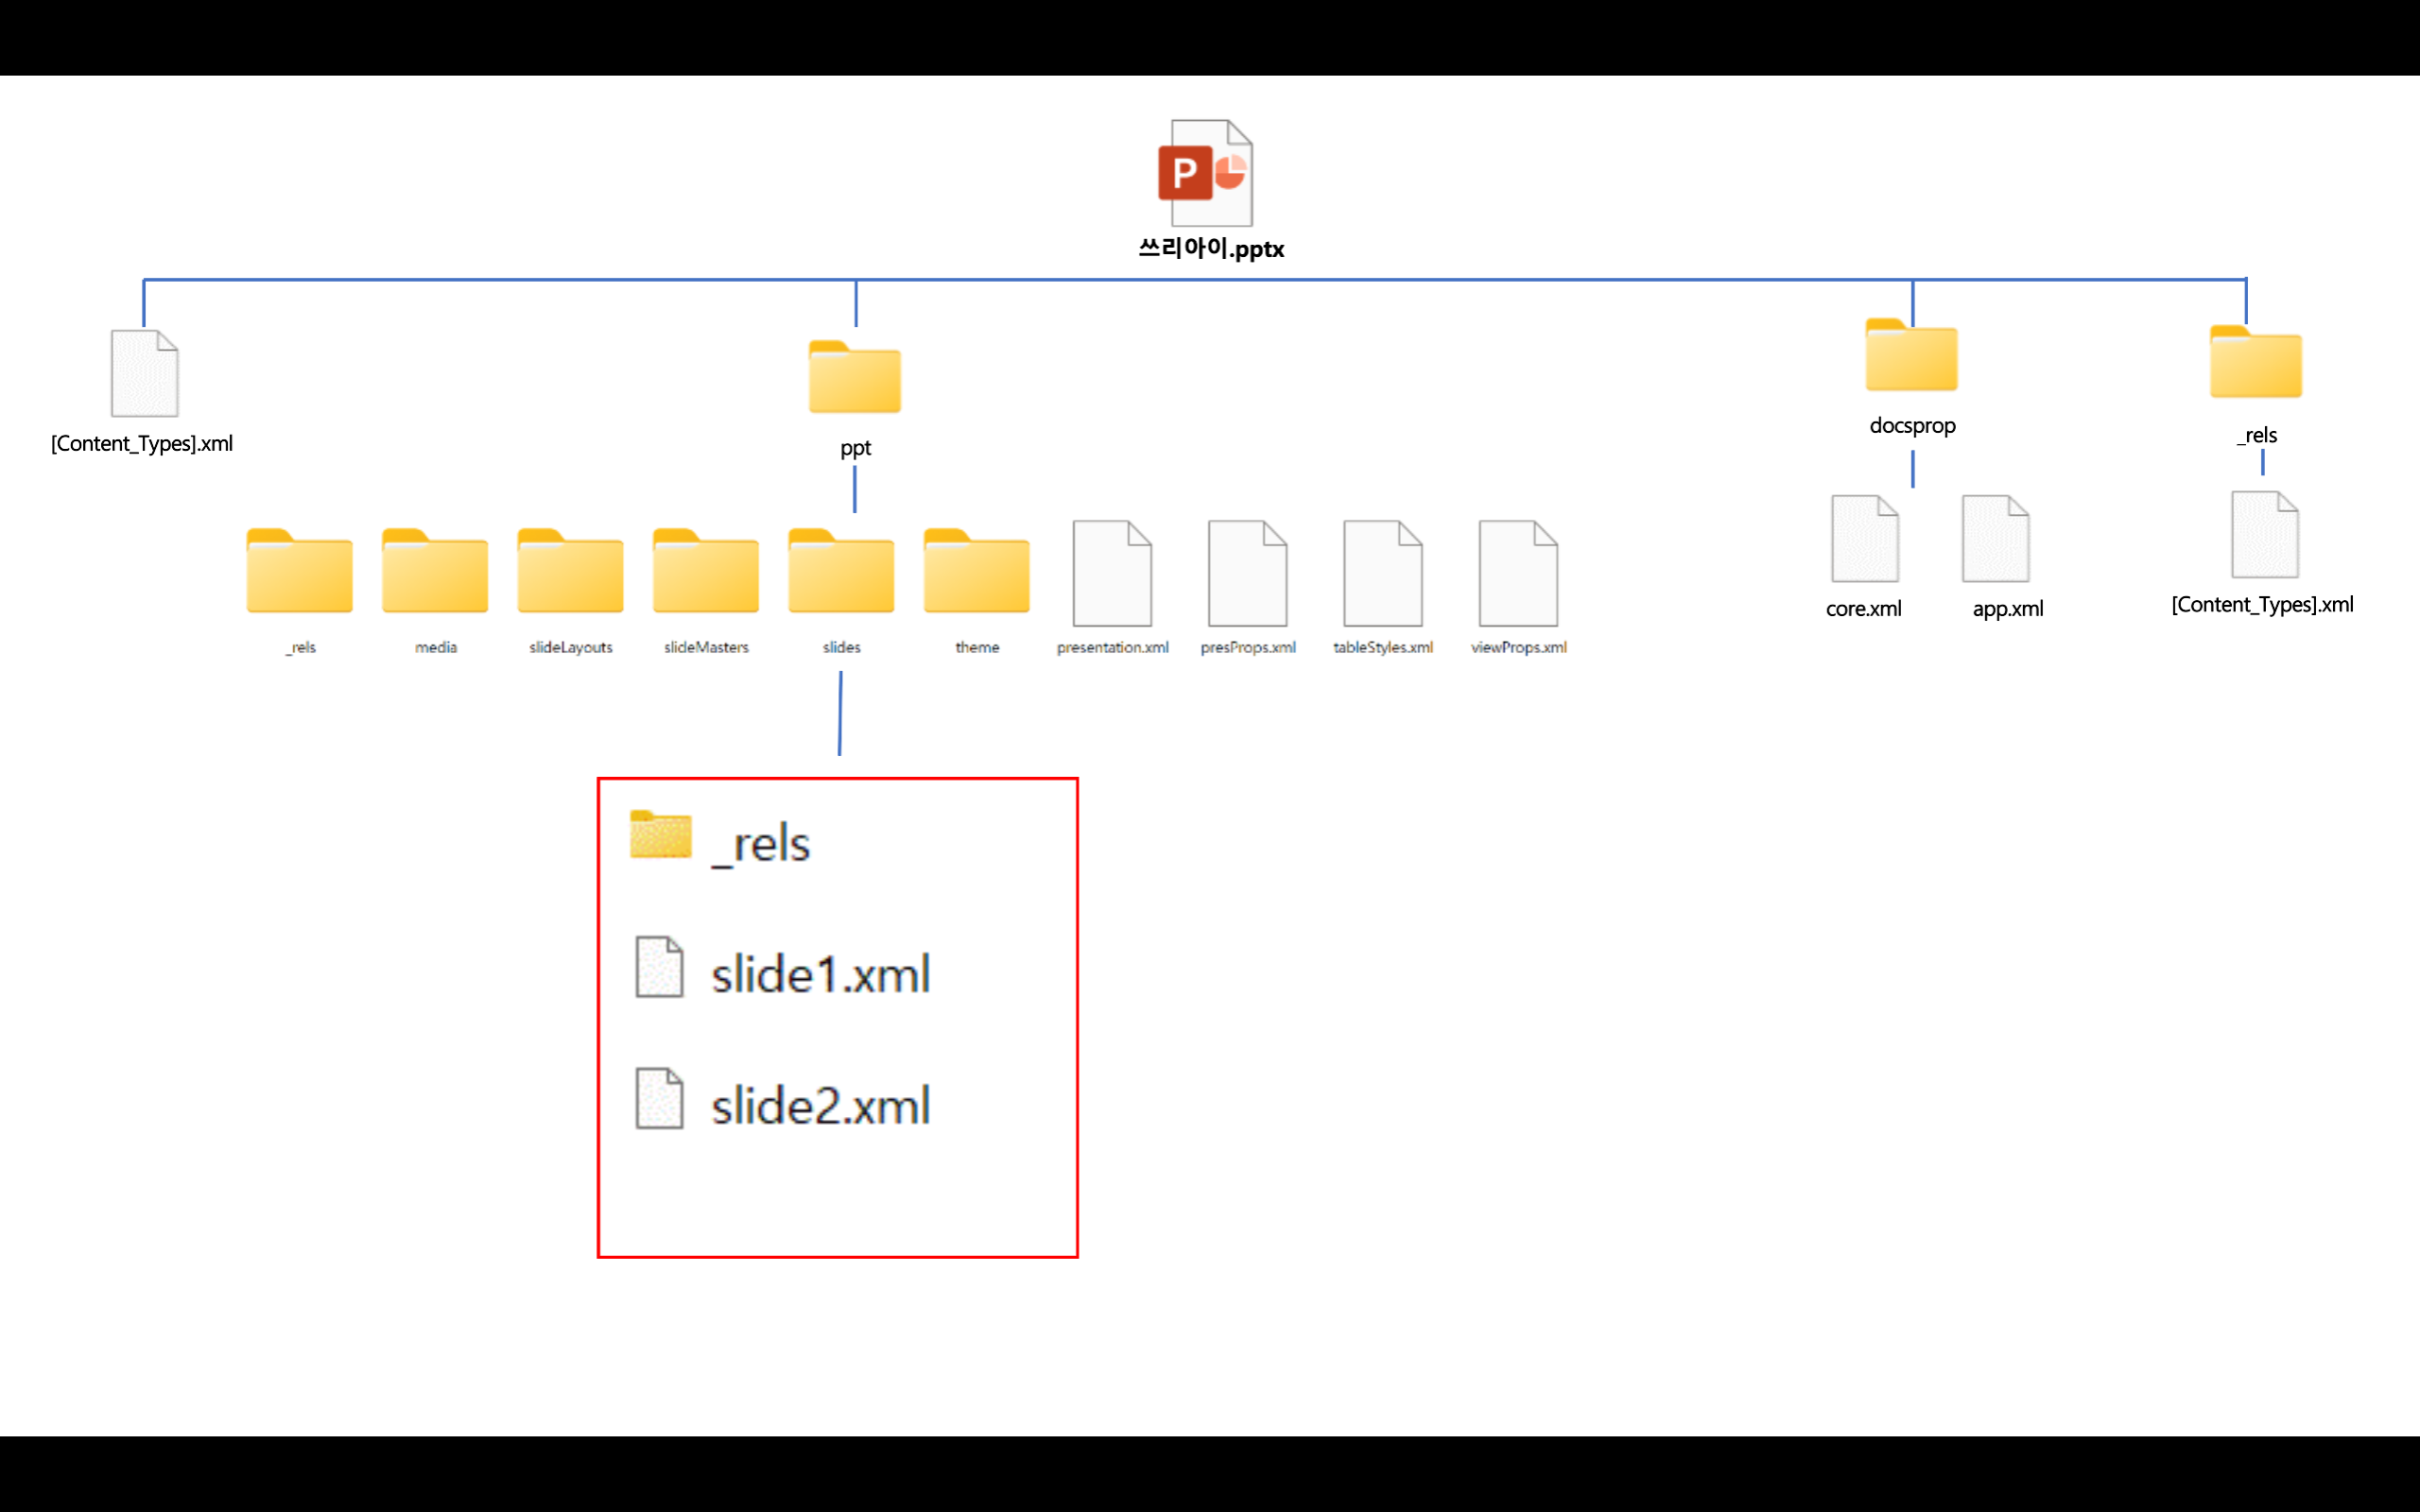 P
쓰리아이.pptx
[Content_Types].xml
ppt
docsprop
_rels
_rels
media
slideLayouts
slideMasters
slides
theme
presentation.xml
presProps.xml
tableStyles.xml
viewProps.xml
core.xml
app.xml
[Content_Types].xml
_rels
slide1.xml
slide2.xml